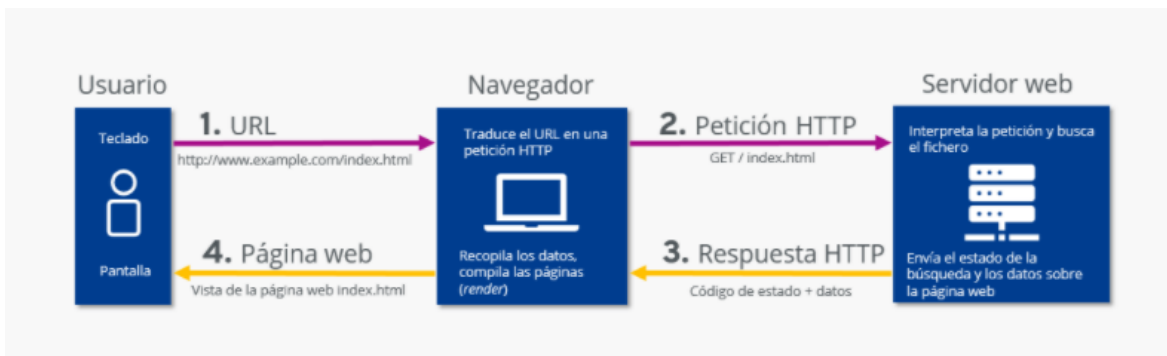 Usuario
Navegador
Servidor web
Teclado
Pantalla
1. URL
http://www.example.com/index.html
Traduce el URL en una
petición HTTP
2. Petición HTTP
GET / index.html
Interpreta la petición y busca
el fichero
Envía el estado de la
búsqueda y los datos sobre
la página web
3. Respuesta HTTP
Código de estado + datos
Recopila los datos,
compila las páginas
(render)
4. Página web
Vista de la página web index.html